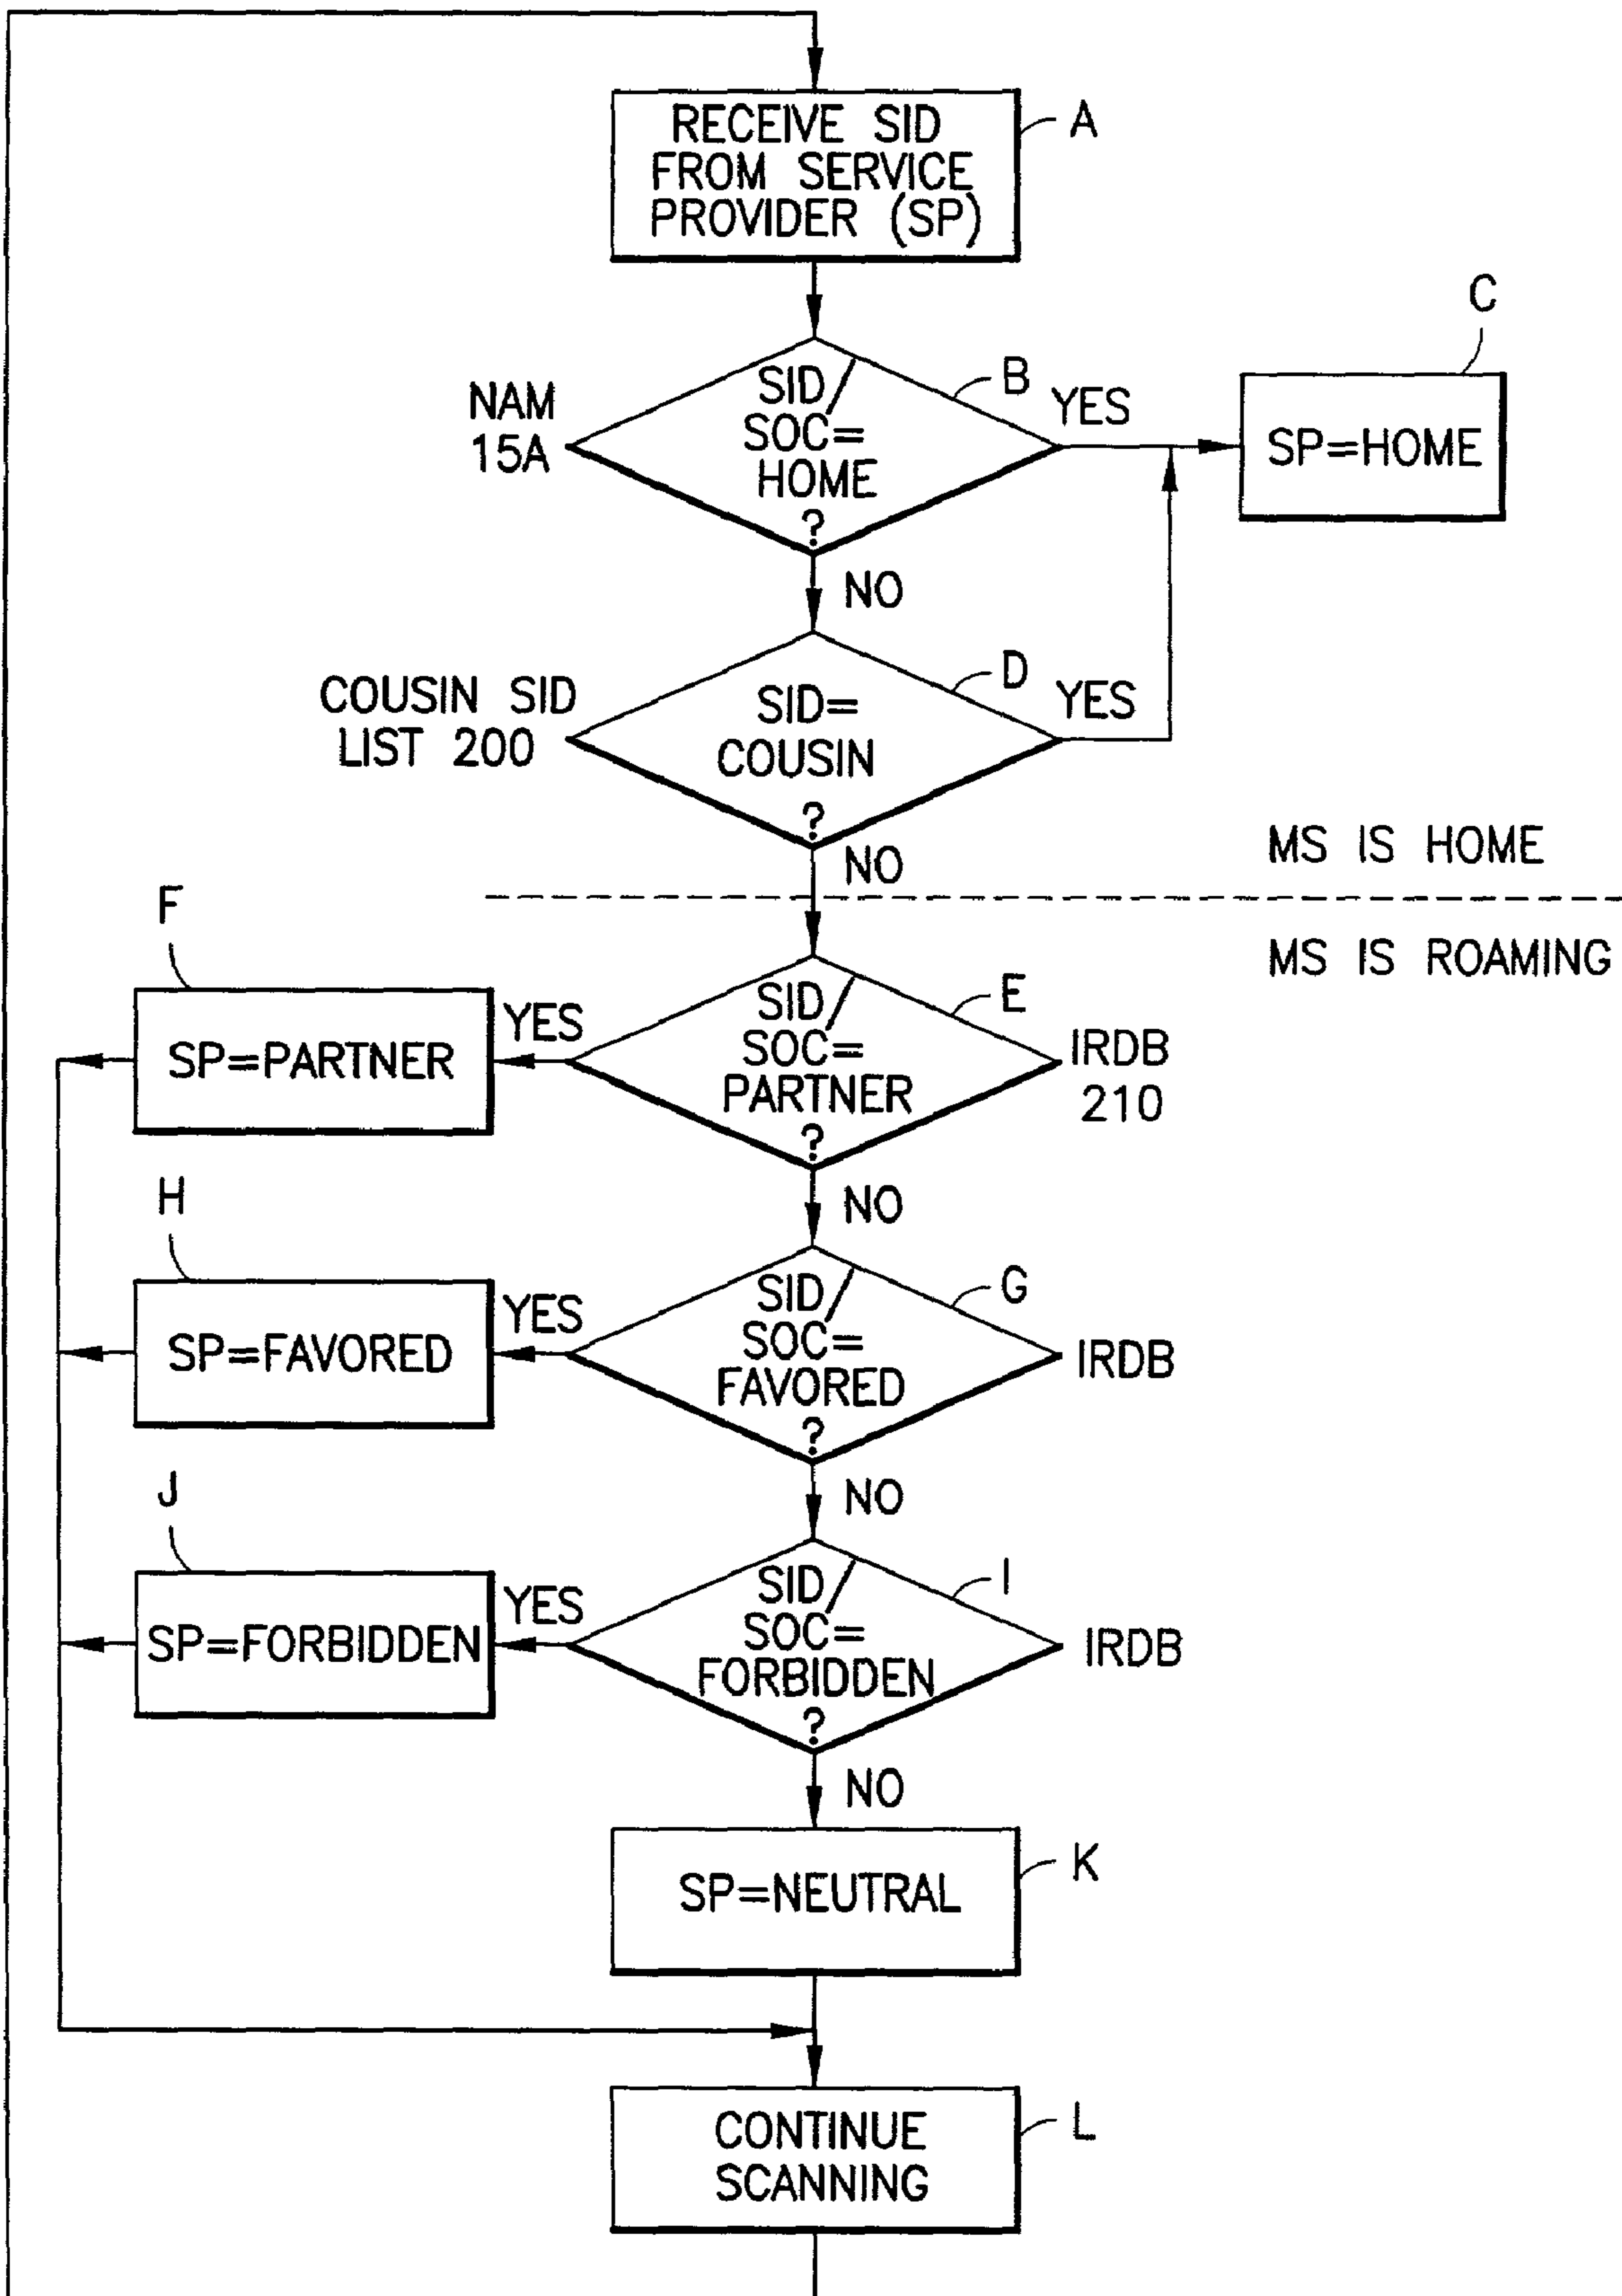 RECEIVE SID
FROM SERVICE
PROVIDER (SP)
A
NAM
15A
SID/
SOC=
HOME
?
B
YES
C
SP=HOME
NO
COUSIN SID
LIST 200
SID=
COUSIN
?
D
YES
NO
MS IS HOME
MS IS ROAMING
F
SP=PARTNER
YES
SID/
SOC=
PARTNER
?
E
IRDB
210
NO
H
SP=FAVORED
YES
SID/
SOC=
FAVORED
?
G
IRDB
NO
J
SP=FORBIDDEN
YES
SID/
SOC=
FORBIDDEN
?
I
IRDB
NO
SP=NEUTRAL
K
CONTINUE
SCANNING
L